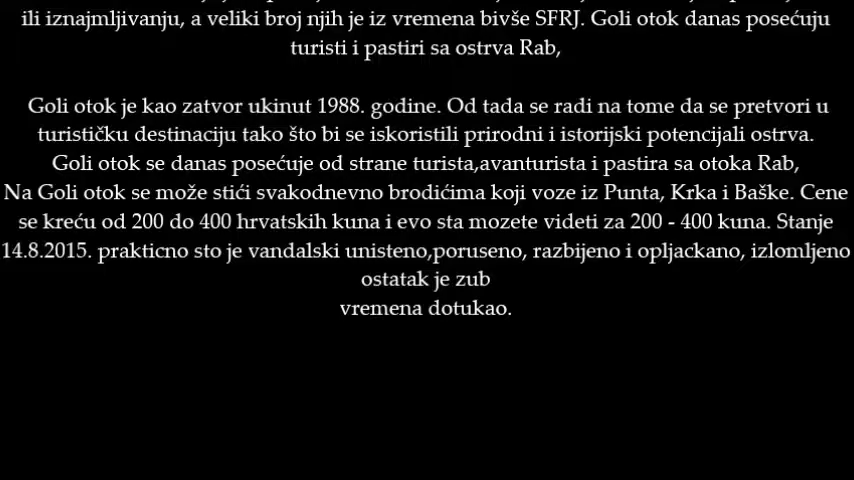 ili iznajmljivanju, a veliki broj njih je iz vremena bivše SFRJ. Goli otok danas posećuju
turisti i pastiri sa ostrva Rab,
Goli otok je kao zatvor ukinut 1988. godine. Od tada se radi na tome da se pretvori u
turističku destinaciju tako što bi se iskoristili prirodni i istorijski potencijali ostrva.
Goli otok se danas posećuje od strane turista,avanturista i pastira sa otoka Rab,
Na Goli otok se može stići svakodnevno brodićima koji voze iz Punta, Krka i Baške. Cene
se kreću od 200 do 400 hrvatskih kuna i evo sta mozete videti za 200 - 400 kuna. Stanje
14.8.2015. prakticno sto je vandalski unisteno,poruseno, razbijeno i opljackano, izlomljeno
ostatak je zub
vremena dotukao.